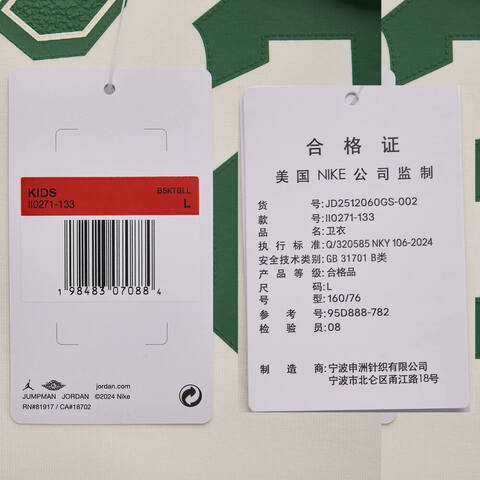 KIDS
II0271-133
BSKTBLL
L
1 98483 07088 4
JUMPMAN
JORDAN
jordan.com
©2024 Nike
RN#81917 / CA#18702
合格证
美国 NIKE 公司监制
货号:JD2512060GS-002
款号:II0271-133
品名:卫衣
执行标准:Q/320585 NKY 106-2024
安全技术类别:GB 31701 B类
产品等级:合格品
尺码:L
型号:160/76
参考号:95D888-782
检验员:08
制造商:宁波申洲针织有限公司
宁波市北仑区甬江路18号